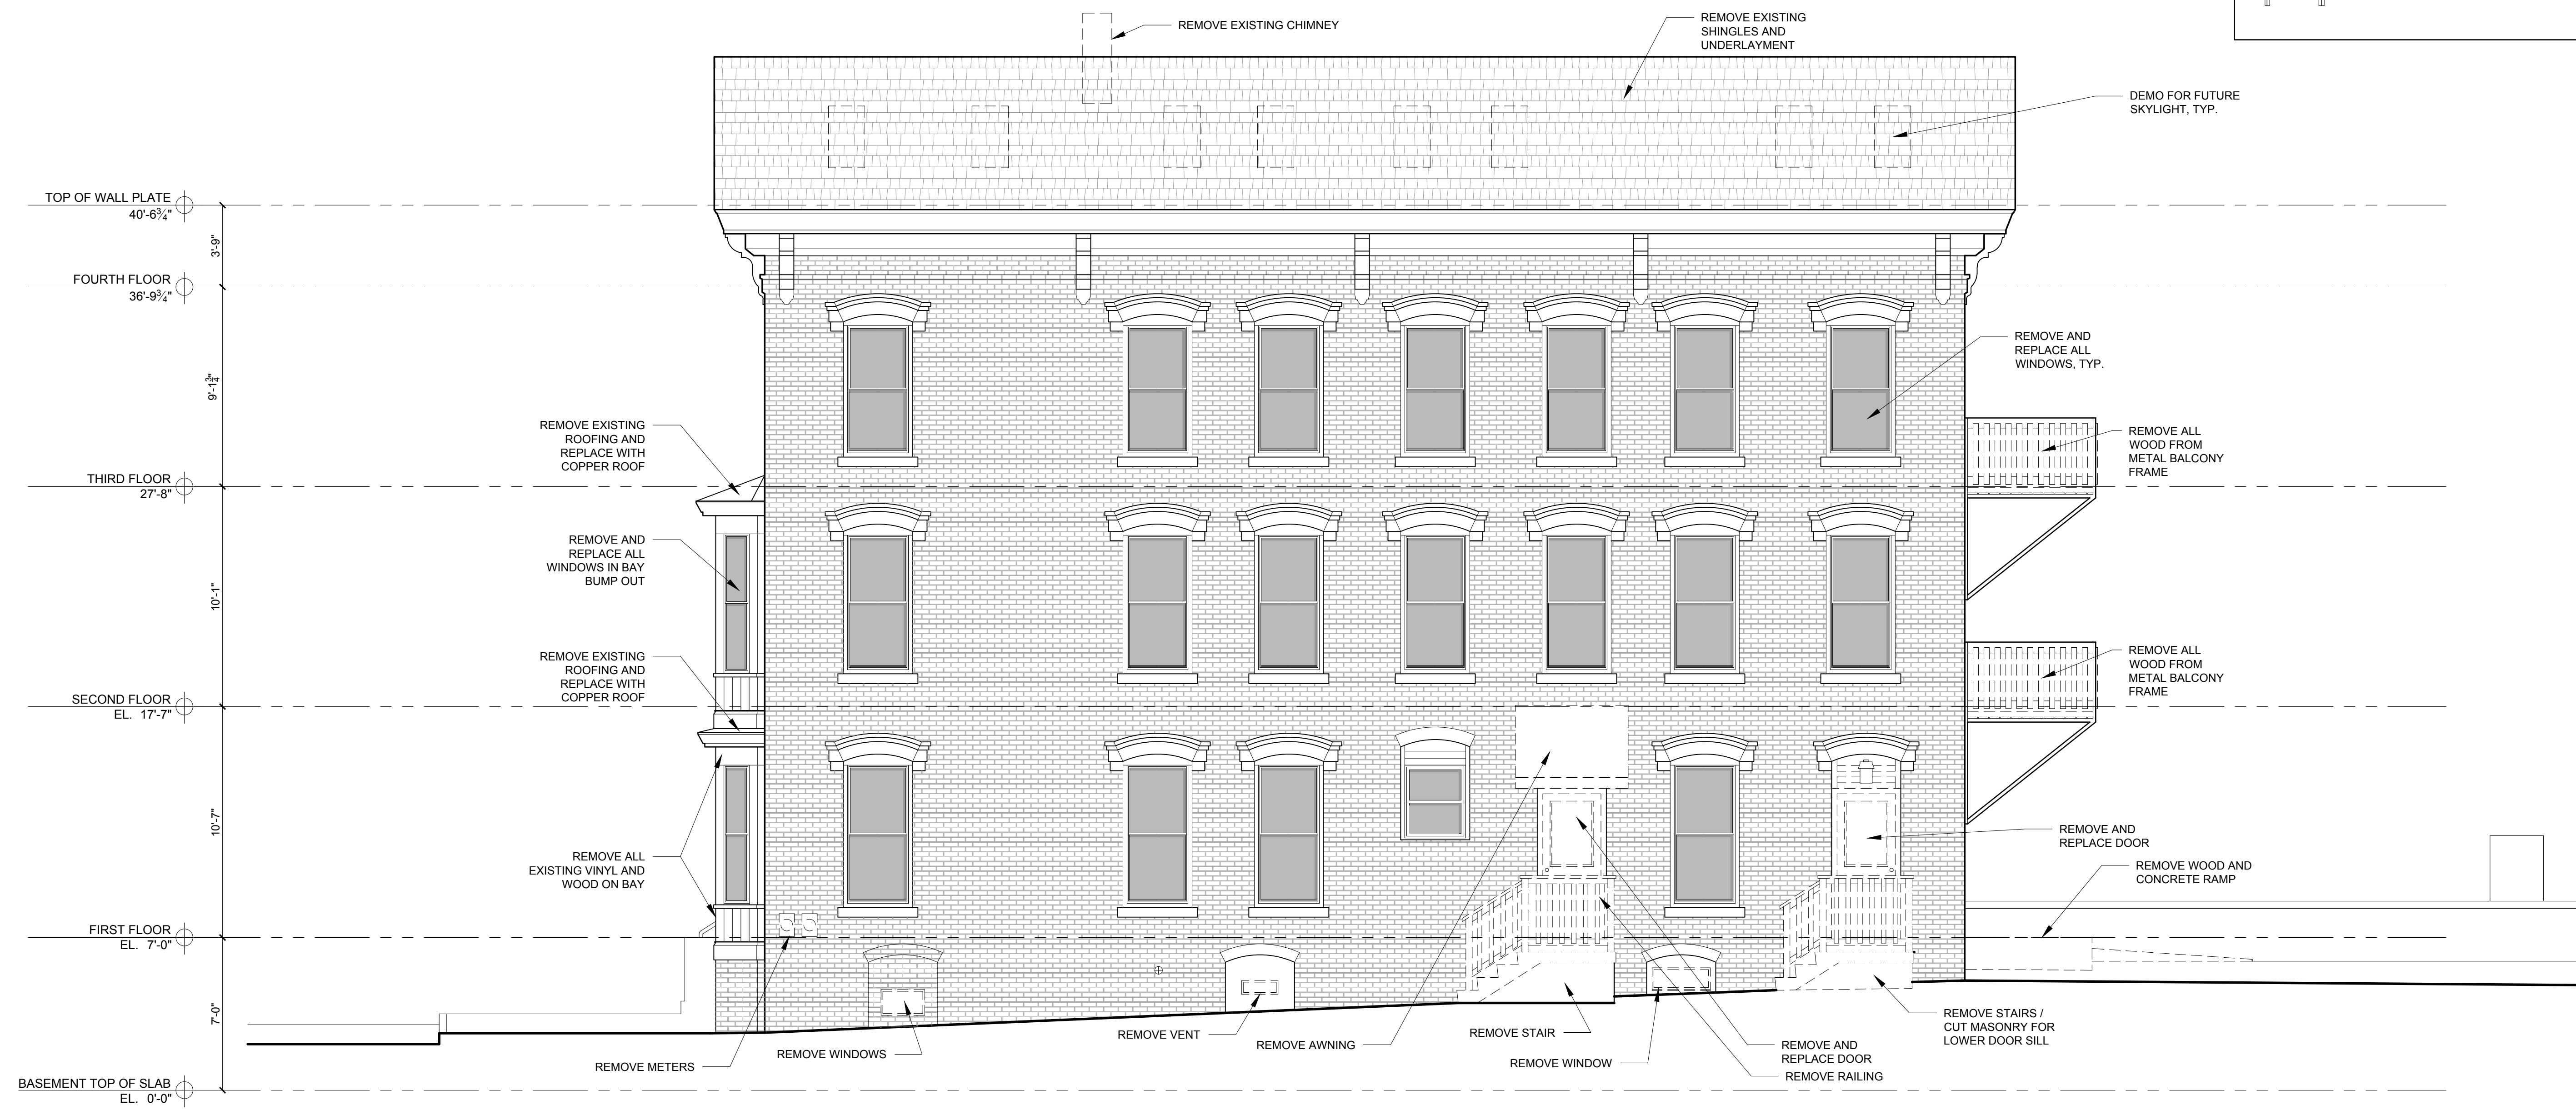 REMOVE EXISTING CHIMNEY
REMOVE EXISTING
SHINGLES AND
UNDERLAYMENT
DEMO FOR FUTURE
SKYLIGHT, TYP.
TOP OF WALL PLATE
40'-6¾"
3'-9"
FOURTH FLOOR
36'-9¾"
9'-1¾"
REMOVE AND
REPLACE ALL
WINDOWS, TYP.
REMOVE EXISTING
ROOFING AND
REPLACE WITH
COPPER ROOF
REMOVE ALL
WOOD FROM
METAL BALCONY
FRAME
THIRD FLOOR
27'-8"
10'-1"
REMOVE AND
REPLACE ALL
WINDOWS IN BAY
BUMP OUT
REMOVE EXISTING
ROOFING AND
REPLACE WITH
COPPER ROOF
REMOVE ALL
WOOD FROM
METAL BALCONY
FRAME
SECOND FLOOR
EL. 17'-7"
10'-7"
REMOVE AND
REPLACE DOOR
REMOVE ALL
EXISTING VINYL AND
WOOD ON BAY
REMOVE WOOD AND
CONCRETE RAMP
FIRST FLOOR
EL. 7'-0"
7'-0"
REMOVE STAIRS /
CUT MASONRY FOR
LOWER DOOR SILL
REMOVE METERS
REMOVE WINDOWS
REMOVE VENT
REMOVE AWNING
REMOVE STAIR
REMOVE WINDOW
REMOVE AND
REPLACE DOOR
REMOVE RAILING
BASEMENT TOP OF SLAB
EL. 0'-0"